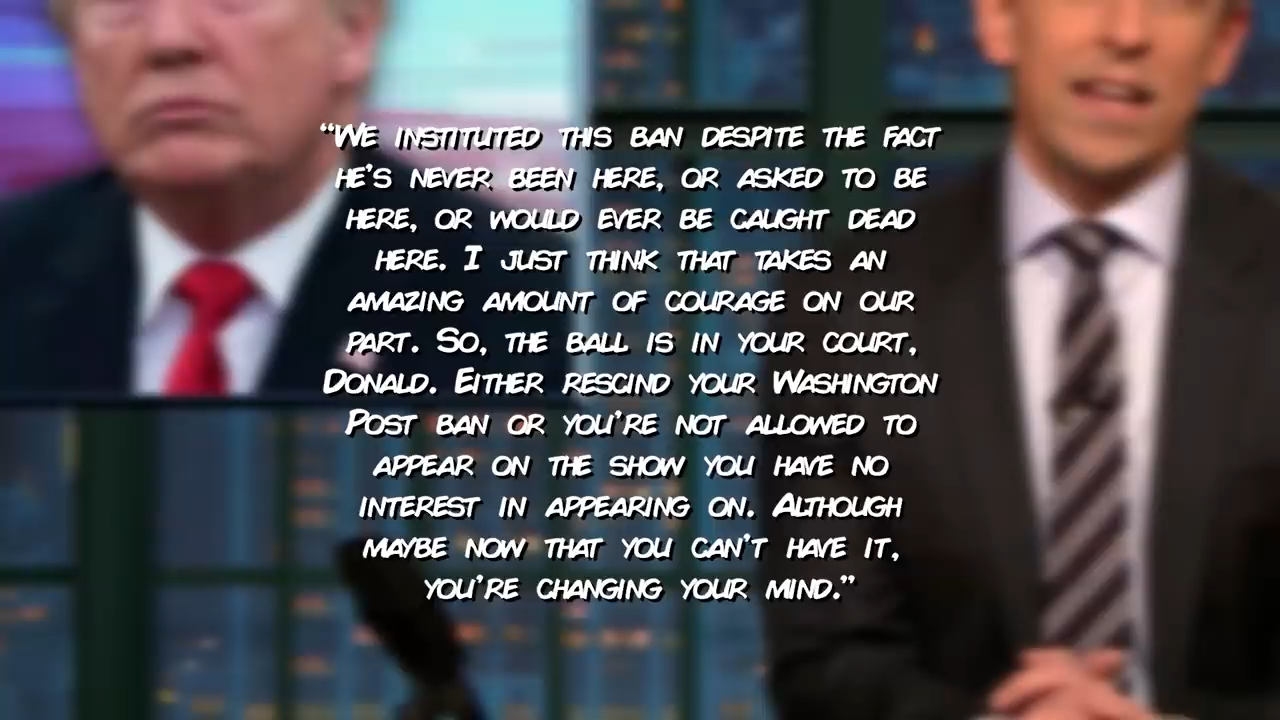 “We instituted this ban despite the fact
he’s never been here, or asked to be
here, or would ever be caught dead
here. I just think that takes an
amazing amount of courage on our
part. So, the ball is in your court,
Donald. Either rescind your Washington
Post ban or you’re not allowed to
appear on the show you have no
interest in appearing on. Although
maybe now that you can’t have it,
you’re changing your mind.”